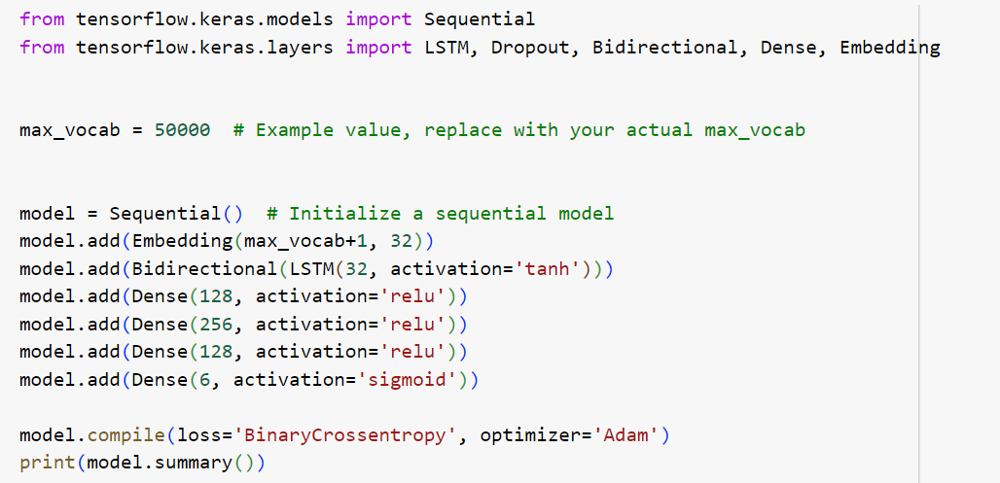 from tensorflow.keras.models import Sequential
from tensorflow.keras.layers import LSTM, Dropout, Bidirectional, Dense, Embedding
max_vocab = 50000  # Example value, replace with your actual max_vocab
model = Sequential()  # Initialize a sequential model
model.add(Embedding(max_vocab+1, 32))
model.add(Bidirectional(LSTM(32, activation='tanh')))
model.add(Dense(128, activation='relu'))
model.add(Dense(256, activation='relu'))
model.add(Dense(128, activation='relu'))
model.add(Dense(6, activation='sigmoid'))
model.compile(loss='BinaryCrossentropy', optimizer='Adam')
print(model.summary())